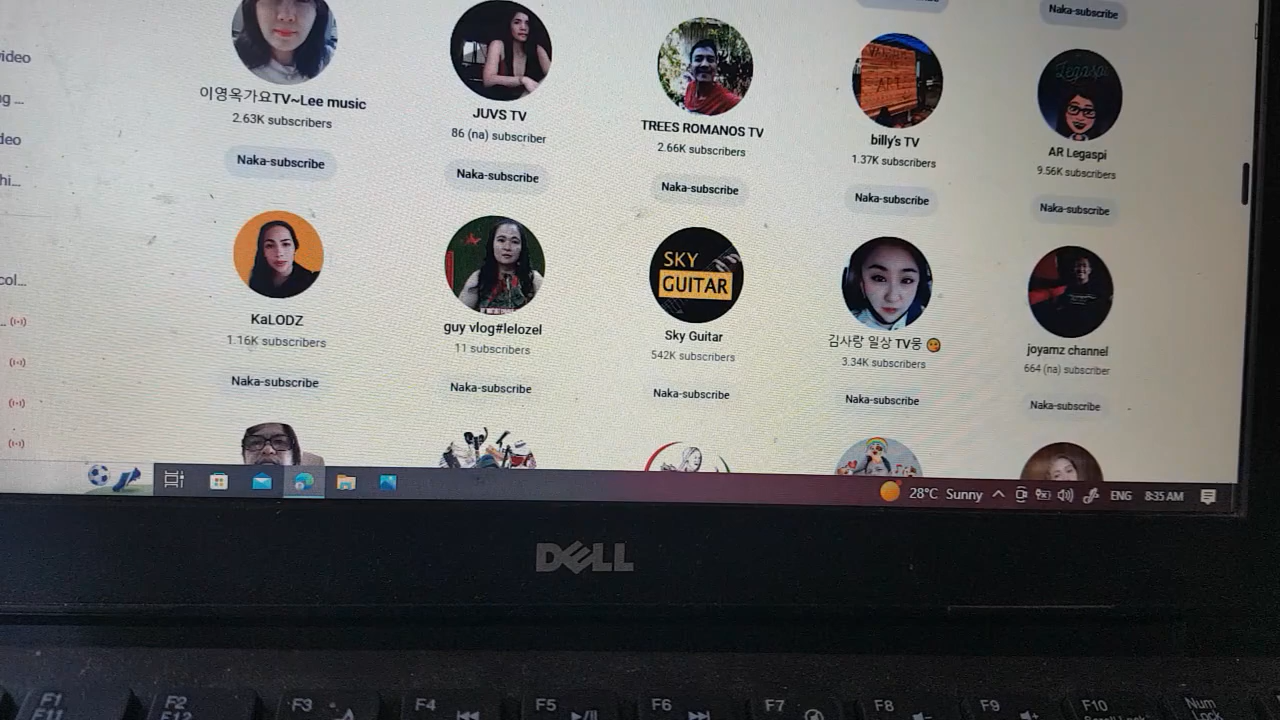 Naka-subscribe
video
이영옥가요TV~Lee music
2.63K subscribers
Naka-subscribe
JUVS TV
86 (na) subscriber
Naka-subscribe
TREES ROMANOS TV
2.66K subscribers
Naka-subscribe
billy's TV
1.37K subscribers
Naka-subscribe
Legaspi
AR Legaspi
9.56K subscribers
Naka-subscribe
KaLODZ
1.16K subscribers
Naka-subscribe
guy vlog#lelozel
11 subscribers
Naka-subscribe
SKY
GUITAR
Sky Guitar
542K subscribers
Naka-subscribe
김사랑 일상 TV뭉
3.34K subscribers
Naka-subscribe
joyamz channel
664 (na) subscriber
Naka-subscribe
28°C Sunny
ENG
8:35 AM
DELL
F1
F11
F2
F12
F3
F4
F5
F6
F7
F8
F9
F10
Num